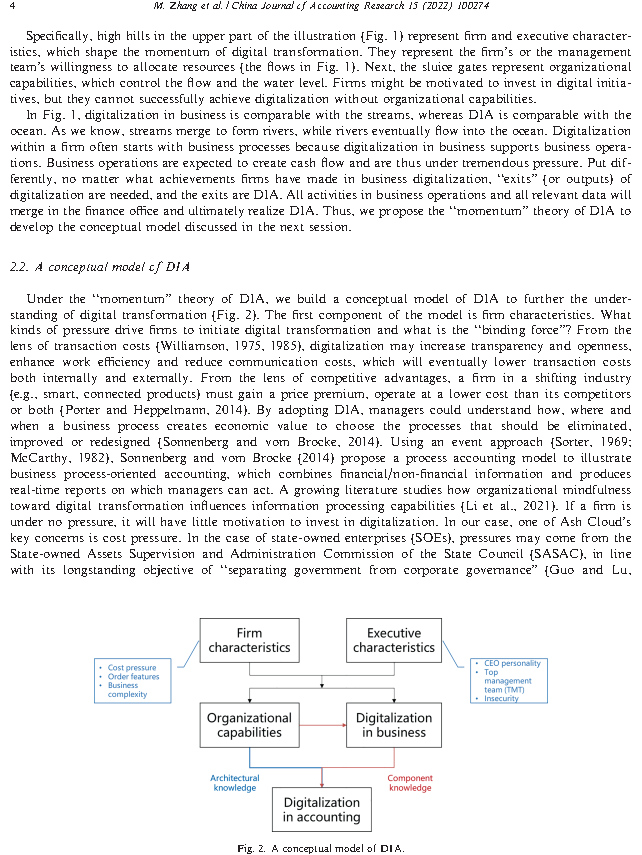 4
M. Zhang et al. / China Journal of Accounting Research 15 (2022) 100274
Specifically, high hills in the upper part of the illustration (Fig. 1) represent firm and executive character-
istics, which shape the momentum of digital transformation. They represent the firm's or the management
team's willingness to allocate resources (the flows in Fig. 1). Next, the sluice gates represent organizational
capabilities, which control the flow and the water level. Firms might be motivated to invest in digital initia-
tives, but they cannot successfully achieve digitalization without organizational capabilities.
In Fig. 1, digitalization in business is comparable with the streams, whereas DIA is comparable with the
ocean. As we know, streams merge to form rivers, while rivers eventually flow into the ocean. Digitalization
within a firm often starts with business processes because digitalization in business supports business opera-
tions. Business operations are expected to create cash flow and are thus under tremendous pressure. Put dif-
ferently, no matter what achievements firms have made in business digitalization, "exits" (or outputs) of
digitalization are needed, and the exits are DIA. All activities in business operations and all relevant data will
merge in the finance office and ultimately realize DIA. Thus, we propose the "momentum" theory of DIA to
develop the conceptual model discussed in the next session.
2.2. A conceptual model of DIA
Under the "momentum" theory of DIA, we build a conceptual model of DIA to further the under-
standing of digital transformation (Fig. 2). The first component of the model is firm characteristics. What
kinds of pressure drive firms to initiate digital transformation and what is the "binding force"? From the
lens of transaction costs (Williamson, 1975, 1985), digitalization may increase transparency and openness,
enhance work efficiency and reduce communication costs, which will eventually lower transaction costs
both internally and externally. From the lens of competitive advantages, a firm in a shifting industry
(e.g., smart, connected products) must gain a price premium, operate at a lower cost than its competitors
or both (Porter and Heppelmann, 2014). By adopting DIA, managers could understand how, where and
when a business process creates economic value to choose the processes that should be eliminated,
improved or redesigned (Sonnenberg and vom Brocke, 2014). Using an event approach (Sorter, 1969;
McCarthy, 1982), Sonnenberg and vom Brocke (2014) propose a process accounting model to illustrate
business process-oriented accounting, which combines financial/non-financial information and produces
real-time reports on which managers can act. A growing literature studies how organizational mindfulness
toward digital transformation influences information processing capabilities (Li et al., 2021). If a firm is
under no pressure, it will have little motivation to invest in digitalization. In our case, one of Ash Cloud's
key concerns is cost pressure. In the case of state-owned enterprises (SOEs), pressures may come from the
State-owned Assets Supervision and Administration Commission of the State Council (SASAC), in line
with its longstanding objective of "separating government from corporate governance" (Guo and Lu,
Firm
characteristics
Executive
characteristics
• Cost pressure
• Order features
• Business
complexity
• CEO personality
• Top
management
team (TMT)
• Insecurity
Organizational
capabilities
Digitalization
in business
Architectural
knowledge
Component
knowledge
Digitalization
in accounting
Fig. 2. A conceptual model of DIA.